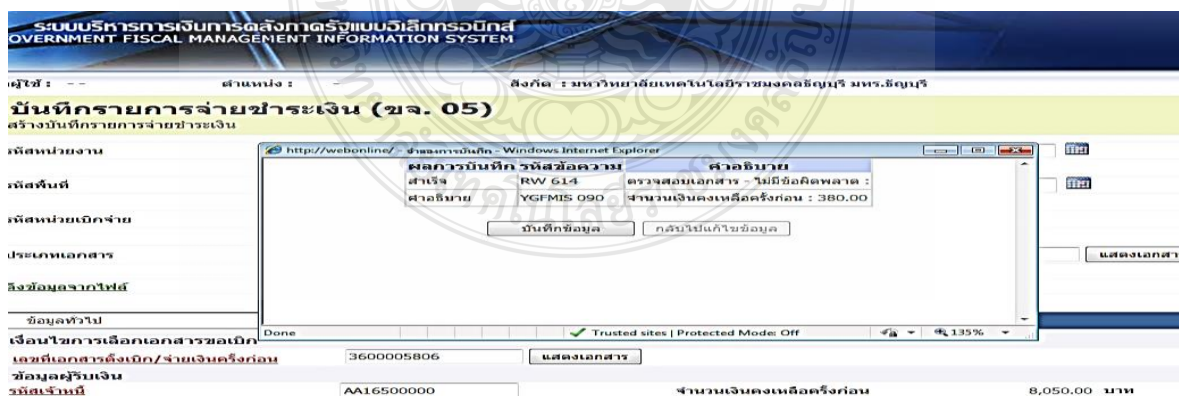 ระบบบริหารการเงินการคลังภาครัฐแบบอิเล็กทรอนิกส์
OVERNMENT FISCAL MANAGEMENT INFORMATION SYSTEM
ผู้ใช้ : - - ตำแหน่ง : - สังกัด : มหาวิทยาลัยเทคโนโลยีราชมงคลธัญบุรี มทร.ธัญบุรี
บันทึกรายการจ่ายชำระเงิน (ขจ. 05)
สร้างบันทึกรายการจ่ายชำระเงิน
รหัสหน่วยงาน
http://webonline/ - จำลองการบันทึก - Windows Internet Explorer
ผลการบันทึก รหัสข้อความ คำอธิบาย
สำเร็จ RW 614 ตรวจสอบเอกสาร - ไม่มีข้อผิดพลาด :
รหัสพื้นที่
คำอธิบาย YGFMIS 090 จำนวนเงินคงเหลือครั้งก่อน : 380.00
รหัสหน่วยเบิกจ่าย
บันทึกข้อมูล กลับไปแก้ไขข้อมูล
ประเภทเอกสาร
แสดงเอกสา
ดึงข้อมูลจากไฟล์
ข้อมูลทั่วไป
Done Trusted sites | Protected Mode: Off 135%
เงื่อนไขการเลือกเอกสารขอเบิก
เลขที่เอกสารตั้งเบิก/จ่ายเงินครั้งก่อน 3600005806 แสดงเอกสาร
ข้อมูลผู้รับเงิน
รหัสเจ้าหนี้ AA16500000 จำนวนเงินคงเหลือครั้งก่อน 8,050.00 บาท